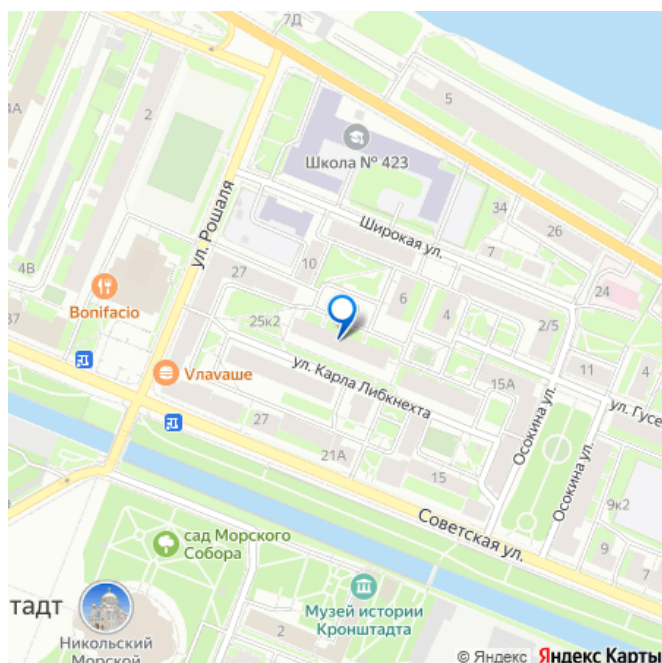 7Д
5
4А
2
Школа № 423
ул. Рошаля
34
Широкая ул.
26
7
4В
27
10
24
Bonifacio
6
25к2
4
2/5
37
Vлаваше
ул. Карла Либкнехта
15А
11
4
ул. Гусе
Осокина ул.
27
21А
15
Осокина ул.
9к2
Советская ул.
сад Морского
Собора
9
7
тадт
Музей истории
Кронштадта
2
Никольский
Морской
© Яндекс Яндекс Карты